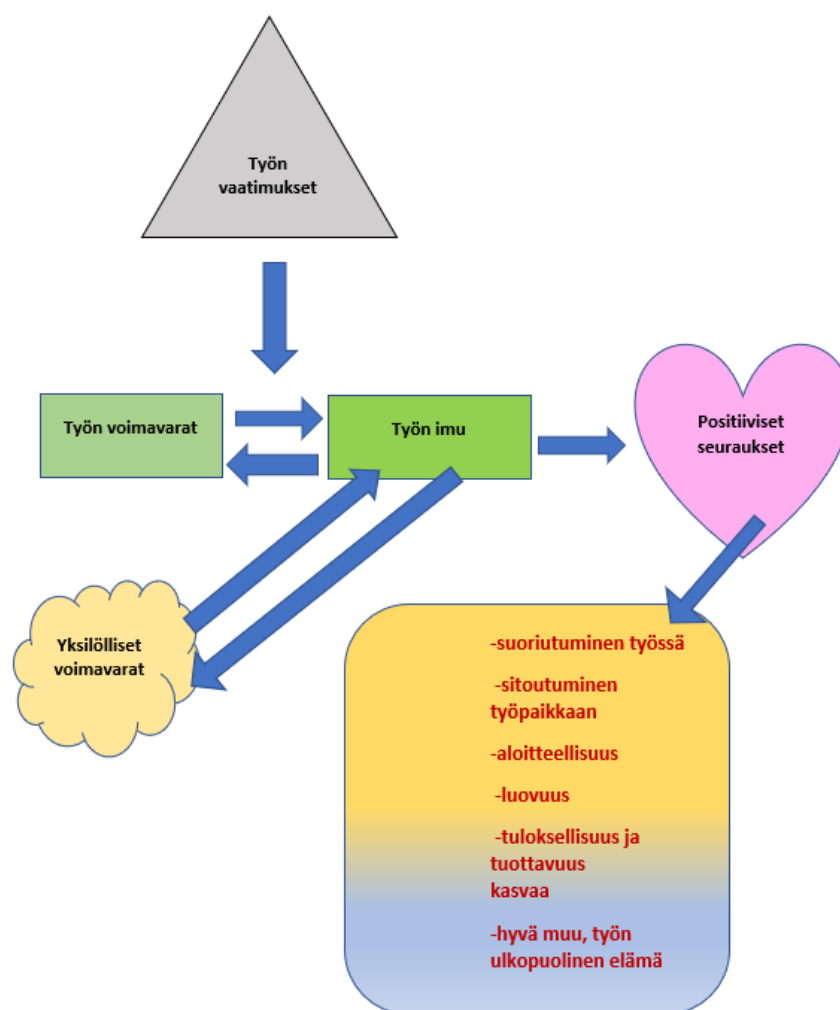 Työn
vaatimukset
Työn voimavarat
Työn imu
Positiiviset
seuraukset
Yksilölliset
voimavarat
-suoriutuminen työssä
-sitoutuminen
työpaikkaan
-aloitteellisuus
-luovuus
-tuloksellisuus ja
tuottavuus
kasvaa
-hyvä muu, työn
ulkopuolinen elämä